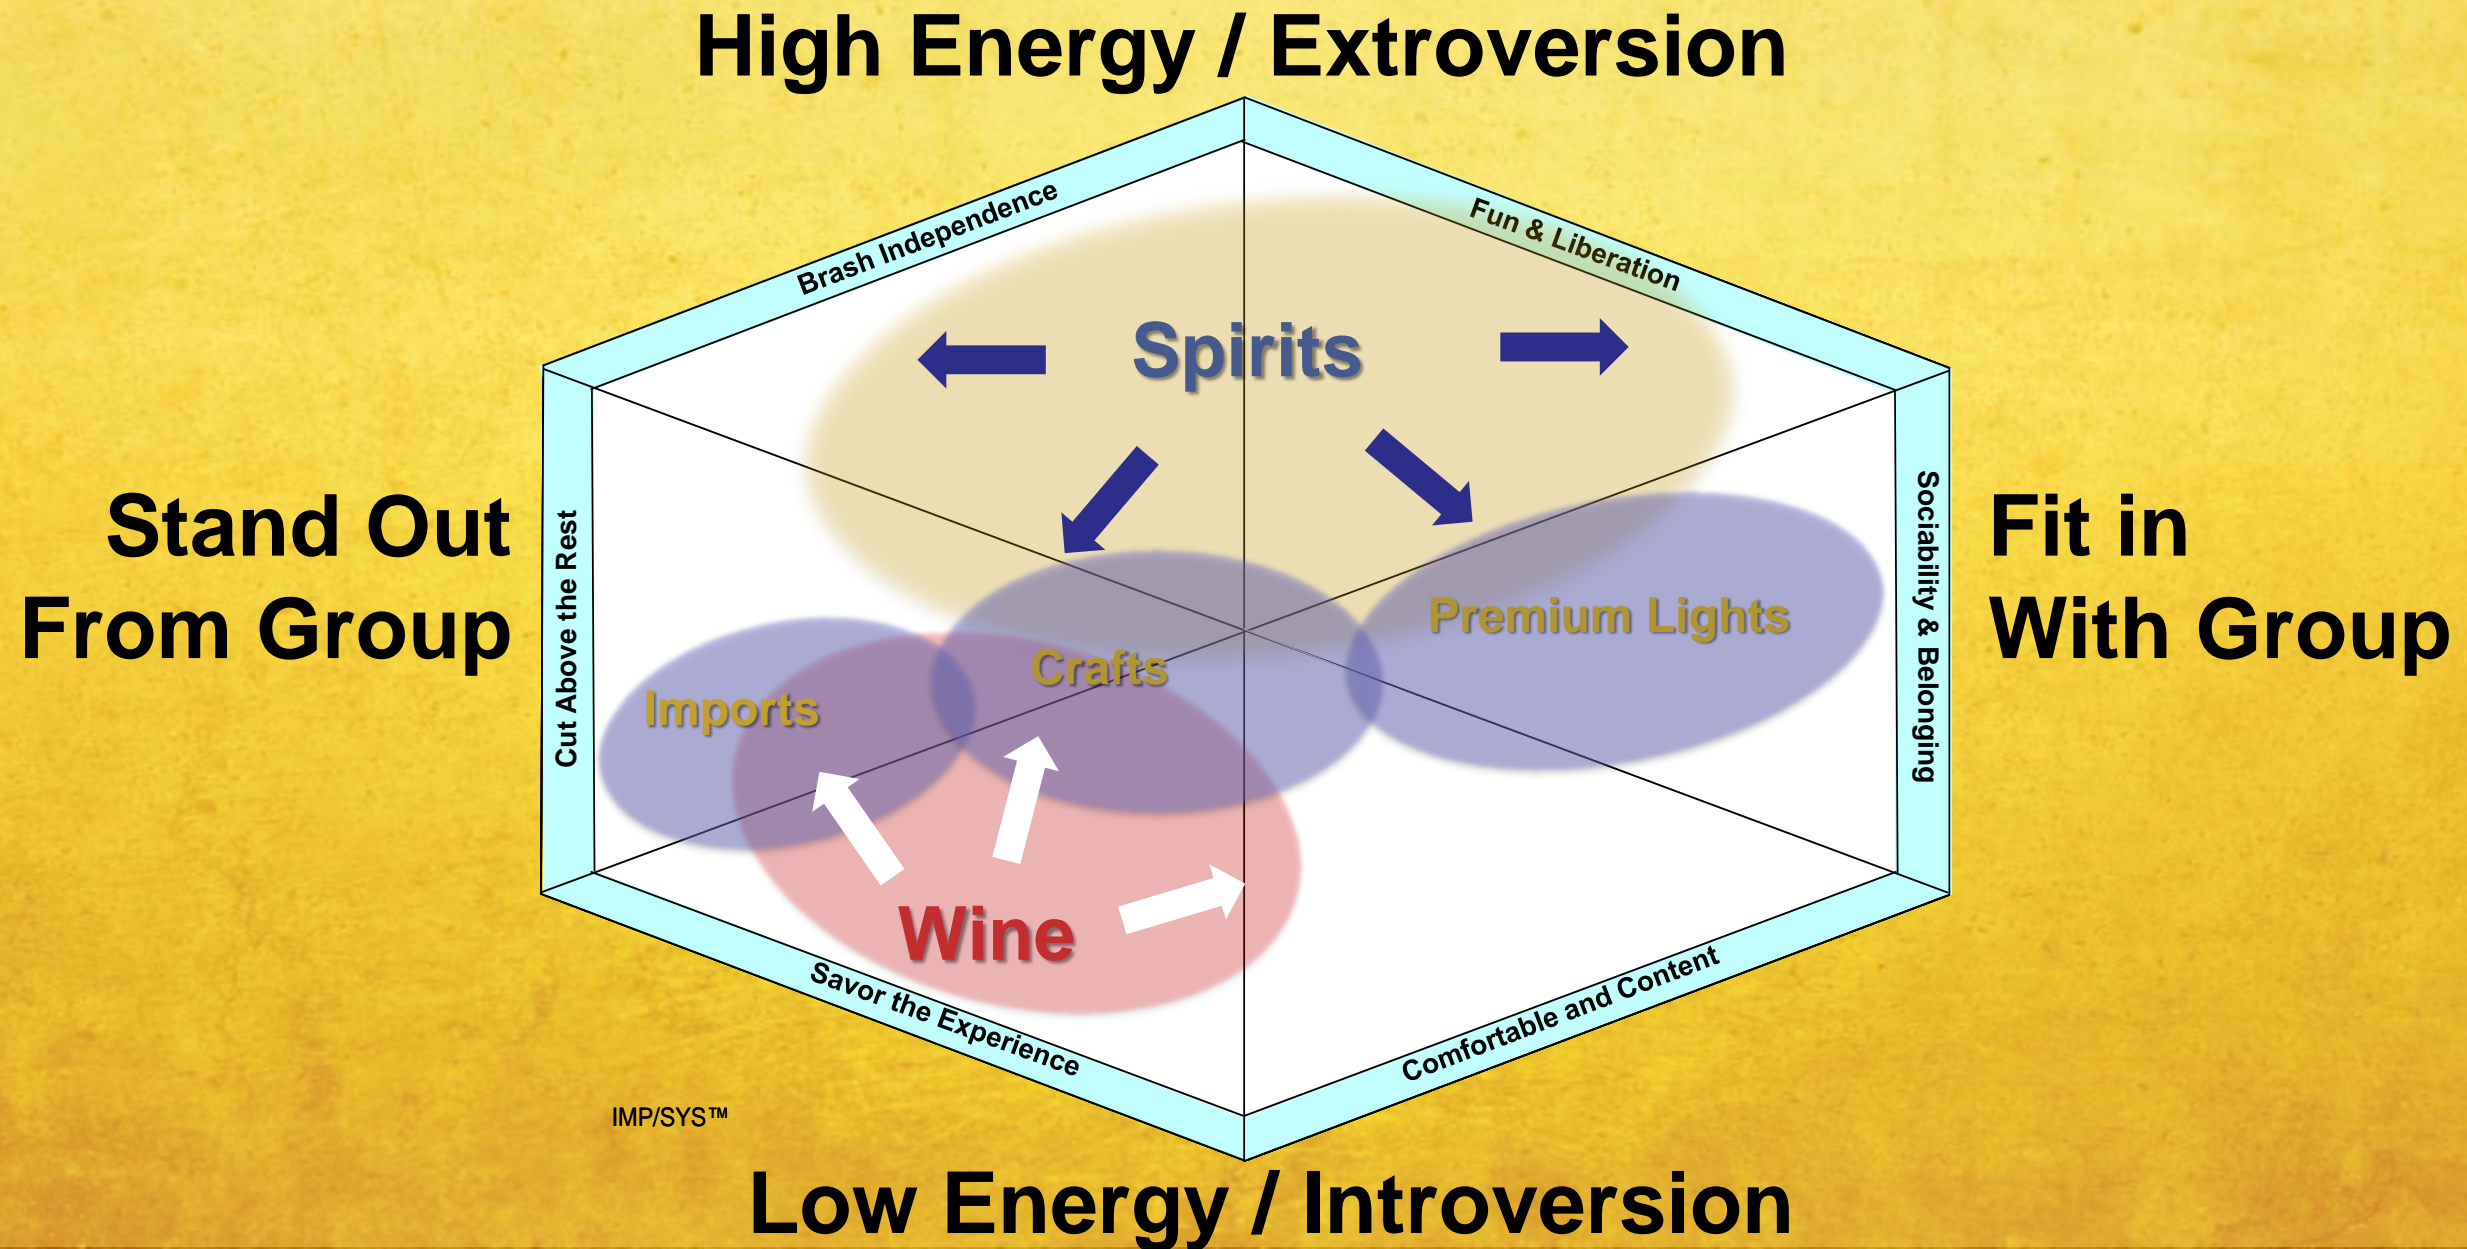 High Energy / Extroversion
Brash Independence
Fun & Liberation
Spirits
Stand Out
From Group
Cut Above the Rest
Sociability & Belonging
Fit in
With Group
Premium Lights
Crafts
Imports
Wine
Savor the Experience
Comfortable and Content
IMP/SYS™
Low Energy / Introversion